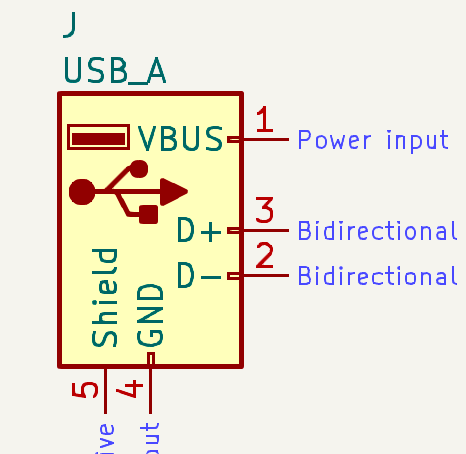 J
USB_A
VBUS 1 Power input
D+ 3 Bidirectional
D- 2 Bidirectional
Shield
GND
5
4